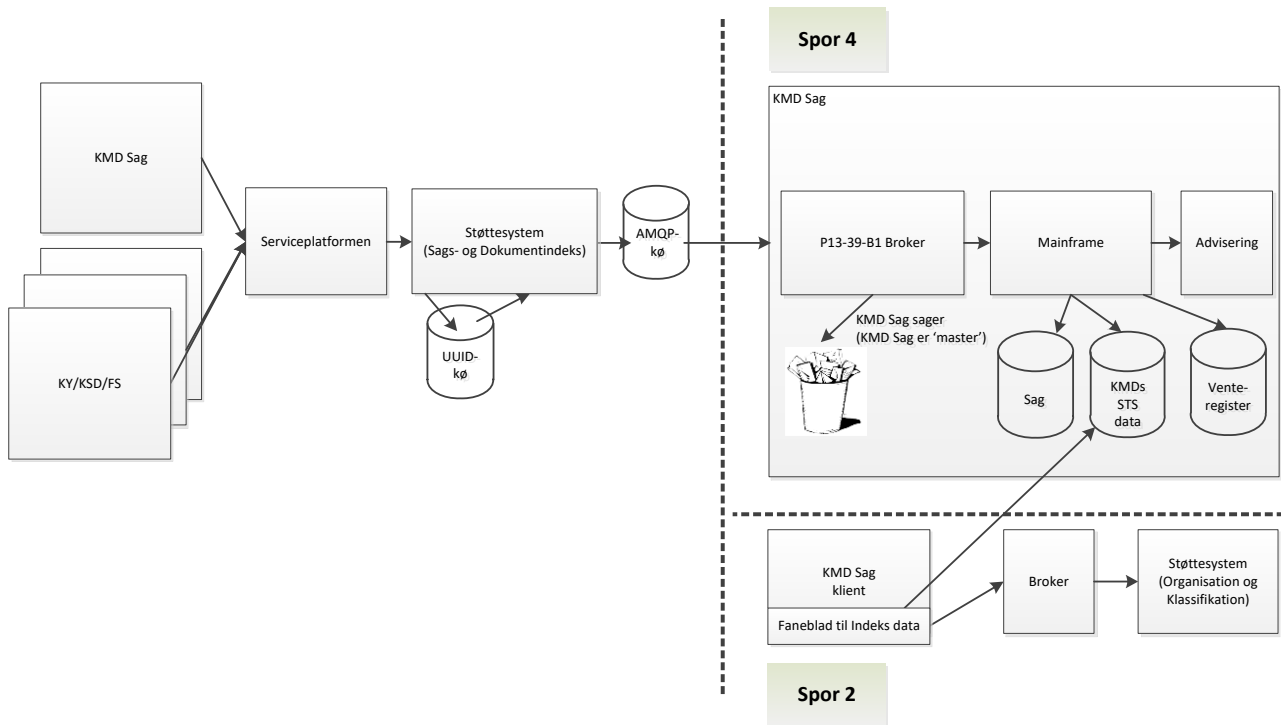 Spor 4
KMD Sag
KMD Sag
Serviceplatformen
Støttesystem
(Sags- og Dokumentindeks)
AMQP-
kø
P13-39-B1 Broker
Mainframe
Advisering
UUID-
kø
KMD Sag sager
(KMD Sag er ‘master’)
KY/KSD/FS
Sag
KMDs
STS
data
Vente-
register
KMD Sag
klient
Faneblad til Indeks data
Broker
Støttesystem
(Organisation og
Klassifikation)
Spor 2